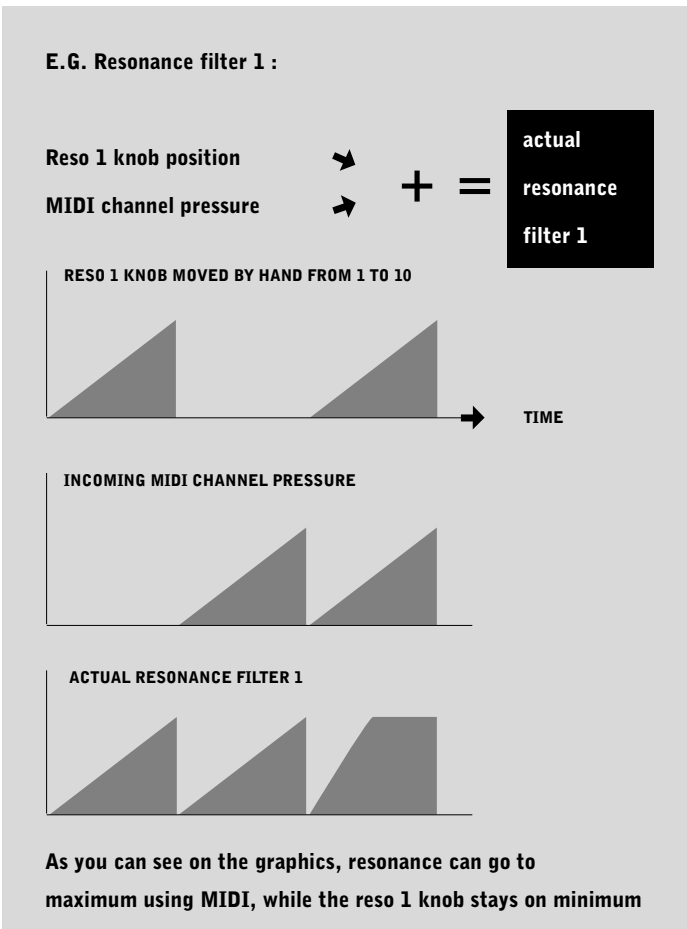 E.G. Resonance filter 1 :
Reso 1 knob position
MIDI channel pressure
+ =
actual
resonance
filter 1
RESO 1 KNOB MOVED BY HAND FROM 1 TO 10
TIME
INCOMING MIDI CHANNEL PRESSURE
ACTUAL RESONANCE FILTER 1
As you can see on the graphics, resonance can go to
maximum using MIDI, while the reso 1 knob stays on minimum